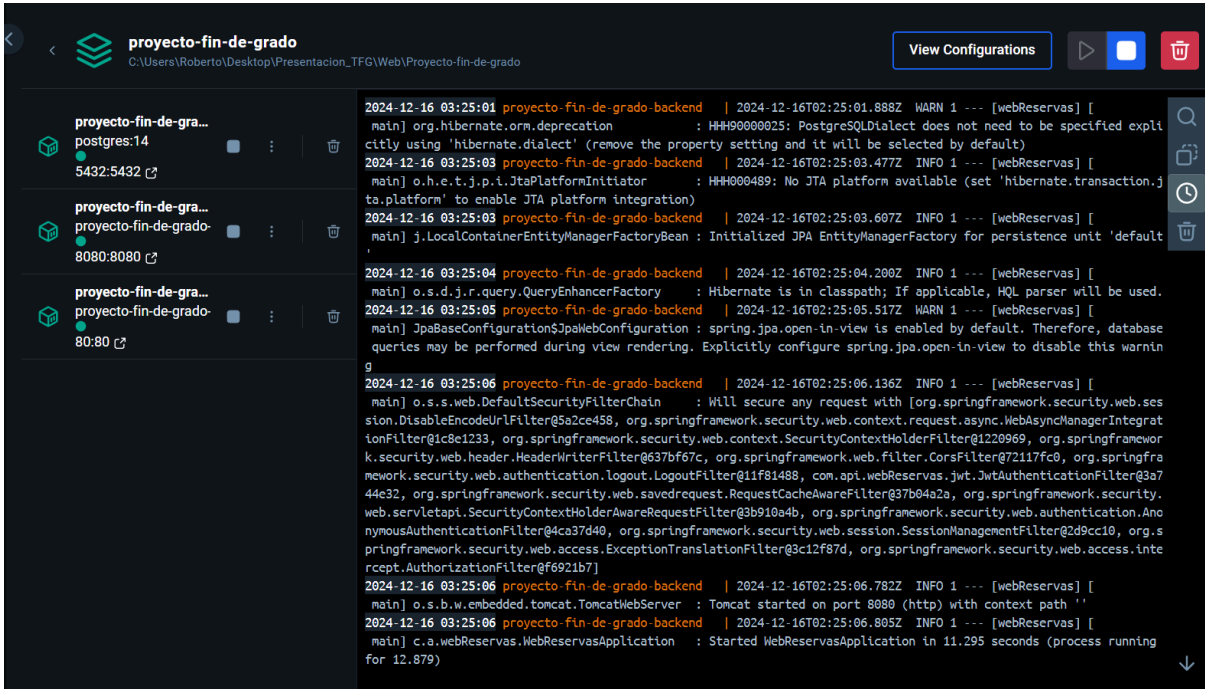 proyecto-fin-de-grado
C:\Users\Roberto\Desktop\Presentacion_TFG\Web\Proyecto-fin-de-grado
View Configurations
proyecto-fin-de-gra...
postgres:14
5432:5432
proyecto-fin-de-gra...
proyecto-fin-de-grado-
8080:8080
proyecto-fin-de-gra...
proyecto-fin-de-grado-
80:80
2024-12-16 03:25:01 proyecto-fin-de-grado-backend | 2024-12-16T02:25:01.888Z WARN 1 --- [webReservas] [
main] org.hibernate.orm.deprecation : HHH90000025: PostgreSQLDialect does not need to be specified expli
citly using 'hibernate.dialect' (remove the property setting and it will be selected by default)
2024-12-16 03:25:03 proyecto-fin-de-grado-backend | 2024-12-16T02:25:03.477Z INFO 1 --- [webReservas] [
main] o.h.e.t.j.p.i.JtaPlatformInitiator : HHH000489: No JTA platform available (set 'hibernate.transaction.j
ta.platform' to enable JTA platform integration)
2024-12-16 03:25:03 proyecto-fin-de-grado-backend | 2024-12-16T02:25:03.607Z INFO 1 --- [webReservas] [
main] j.LocalContainerEntityManagerFactoryBean : Initialized JPA EntityManagerFactory for persistence unit 'default
'
2024-12-16 03:25:04 proyecto-fin-de-grado-backend | 2024-12-16T02:25:04.200Z INFO 1 --- [webReservas] [
main] o.s.d.j.r.query.QueryEnhancerFactory : Hibernate is in classpath; If applicable, HQL parser will be used.
2024-12-16 03:25:05 proyecto-fin-de-grado-backend | 2024-12-16T02:25:05.517Z WARN 1 --- [webReservas] [
main] JpaBaseConfiguration$JpaWebConfiguration : spring.jpa.open-in-view is enabled by default. Therefore, database
queries may be performed during view rendering. Explicitly configure spring.jpa.open-in-view to disable this warnin
g
2024-12-16 03:25:06 proyecto-fin-de-grado-backend | 2024-12-16T02:25:06.136Z INFO 1 --- [webReservas] [
main] o.s.s.web.DefaultSecurityFilterChain : Will secure any request with [org.springframework.security.web.ses
sion.DisableEncodeUrlFilter@5a2ce458, org.springframework.security.web.context.request.async.WebAsyncManagerIntegrat
ionFilter@1c8e1233, org.springframework.security.web.context.SecurityContextHolderFilter@1220969, org.springframewor
k.security.web.header.HeaderWriterFilter@637bf67c, org.springframework.web.filter.CorsFilter@72117fc0, org.springfra
mework.security.web.authentication.logout.LogoutFilter@11f81488, com.api.webReservas.jwt.JwtAuthenticationFilter@3a7
44e32, org.springframework.security.web.savedrequest.RequestCacheAwareFilter@37b04a2a, org.springframework.security.
web.servletapi.SecurityContextHolderAwareRequestFilter@3b910a4b, org.springframework.security.web.authentication.Ano
nymousAuthenticationFilter@4ca37d40, org.springframework.security.web.session.SessionManagementFilter@2d9cc10, org.s
pringframework.security.web.access.ExceptionTranslationFilter@3c12f87d, org.springframework.security.web.access.inte
rcept.AuthorizationFilter@f6921b7]
2024-12-16 03:25:06 proyecto-fin-de-grado-backend | 2024-12-16T02:25:06.782Z INFO 1 --- [webReservas] [
main] o.s.b.w.embedded.tomcat.TomcatWebServer : Tomcat started on port 8080 (http) with context path ''
2024-12-16 03:25:06 proyecto-fin-de-grado-backend | 2024-12-16T02:25:06.805Z INFO 1 --- [webReservas] [
main] c.a.webReservas.WebReservasApplication : Started WebReservasApplication in 11.295 seconds (process running
for 12.879)